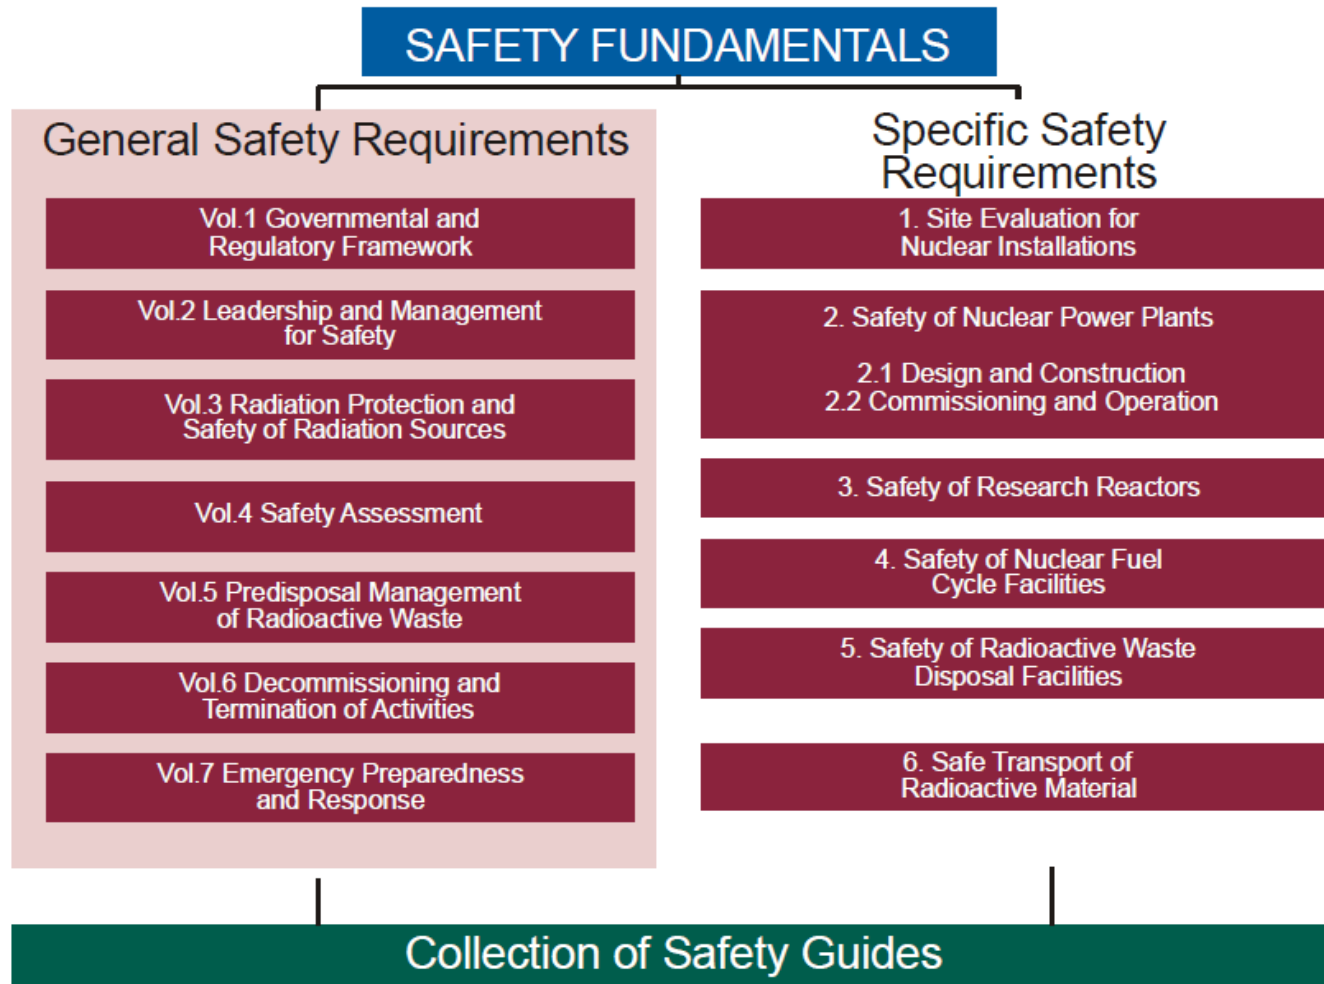 SAFETY FUNDAMENTALS
General Safety Requirements
Vol.1 Governmental and
Regulatory Framework
Vol.2 Leadership and Management
for Safety
Vol.3 Radiation Protection and
Safety of Radiation Sources
Vol.4 Safety Assessment
Vol.5 Predisposal Management
of Radioactive Waste
Vol.6 Decommissioning and
Termination of Activities
Vol.7 Emergency Preparedness
and Response
Specific Safety
Requirements
1. Site Evaluation for
Nuclear Installations
2. Safety of Nuclear Power Plants
2.1 Design and Construction
2.2 Commissioning and Operation
3. Safety of Research Reactors
4. Safety of Nuclear Fuel
Cycle Facilities
5. Safety of Radioactive Waste
Disposal Facilities
6. Safe Transport of
Radioactive Material
Collection of Safety Guides